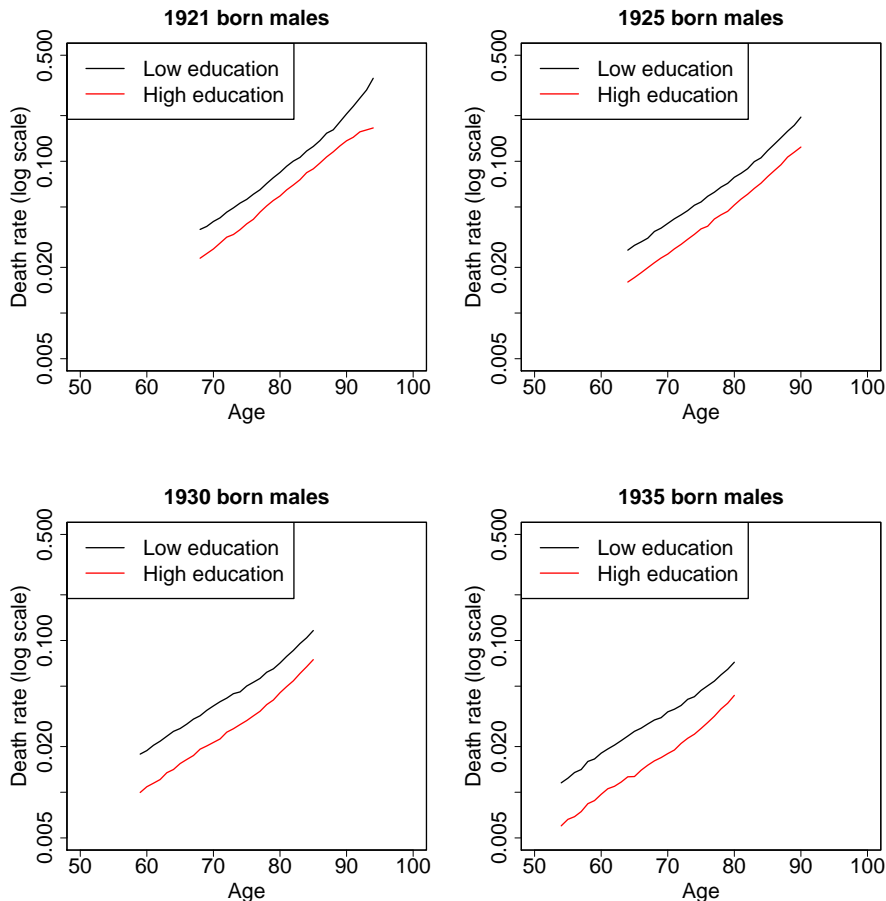 1921 born males
Low education
High education
Death rate (log scale)
0.500
0.100
0.020
0.005
50 60 70 80 90 100
Age
1925 born males
Low education
High education
Death rate (log scale)
0.500
0.100
0.020
0.005
50 60 70 80 90 100
Age
1930 born males
Low education
High education
Death rate (log scale)
0.500
0.100
0.020
0.005
50 60 70 80 90 100
Age
1935 born males
Low education
High education
Death rate (log scale)
0.500
0.100
0.020
0.005
50 60 70 80 90 100
Age